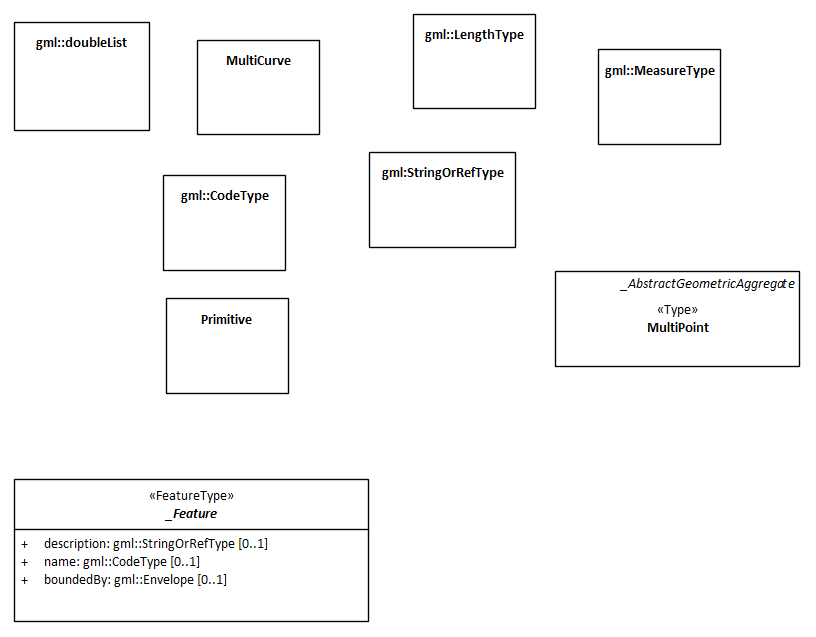 gml::doubleList
MultiCurve
gml::LengthType
gml::MeasureType
gml::CodeType
gml:StringOrRefType
Primitive
_AbstractGeometricAggregate
«Type»
MultiPoint
«FeatureType»
_Feature
+ description: gml::StringOrRefType [0..1]
+ name: gml::CodeType [0..1]
+ boundedBy: gml::Envelope [0..1]